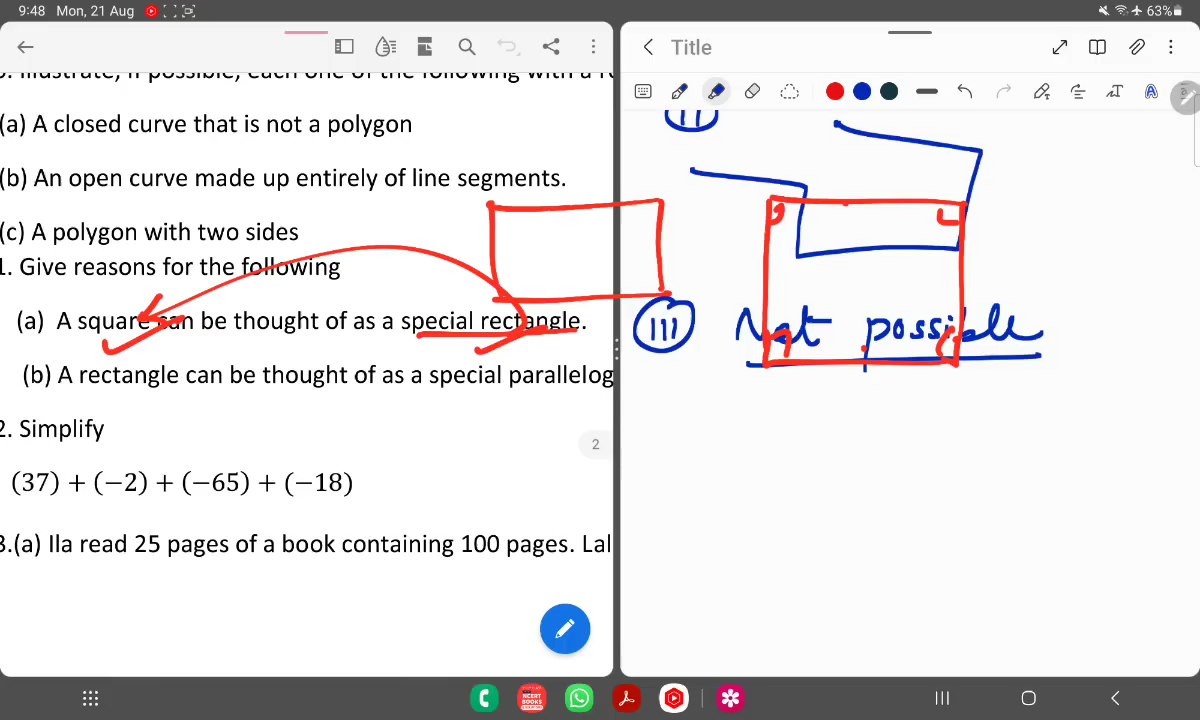 9:48 Mon, 21 Aug
63%
Title
(a) A closed curve that is not a polygon
(b) An open curve made up entirely of line segments.
(c) A polygon with two sides
1. Give reasons for the following
(a) A square can be thought of as a special rectangle.
(b) A rectangle can be thought of as a special parallelog
2. Simplify
(37) + (−2) + (−65) + (−18)
2
3.(a) Ila read 25 pages of a book containing 100 pages. Lal
II
III Not possible
NCERT
BOOKS